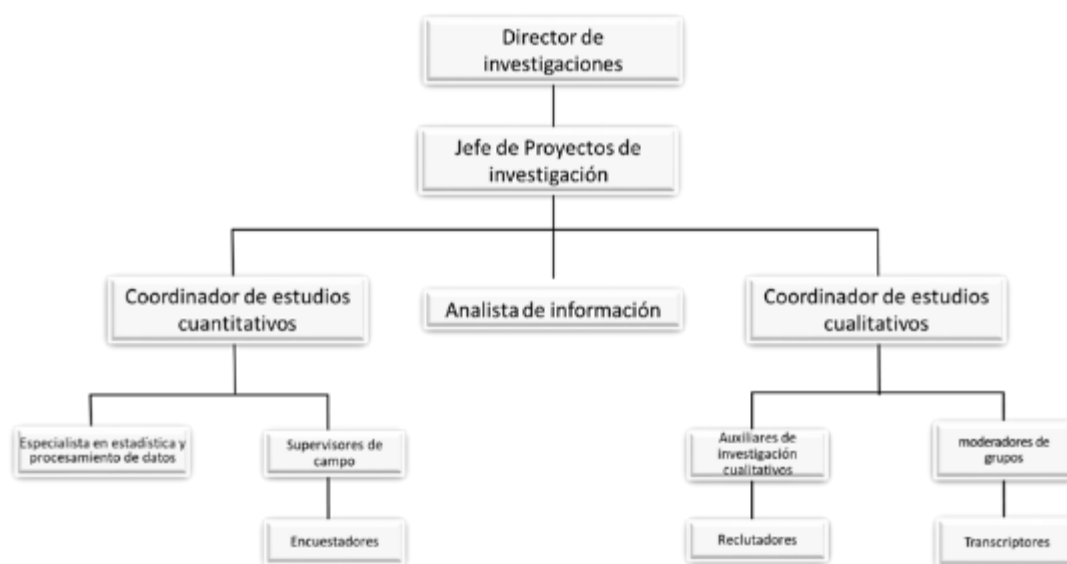 Director de
investigaciones
Jefe de Proyectos de
investigación
Coordinador de estudios
cuantitativos
Analista de información
Coordinador de estudios
cualitativos
Especialista en estadística y
procesamiento de datos
Supervisores de
campo
Auxiliares de
investigación
cualitativos
moderadores de
grupos
Encuestadores
Reclutadores
Transcriptores